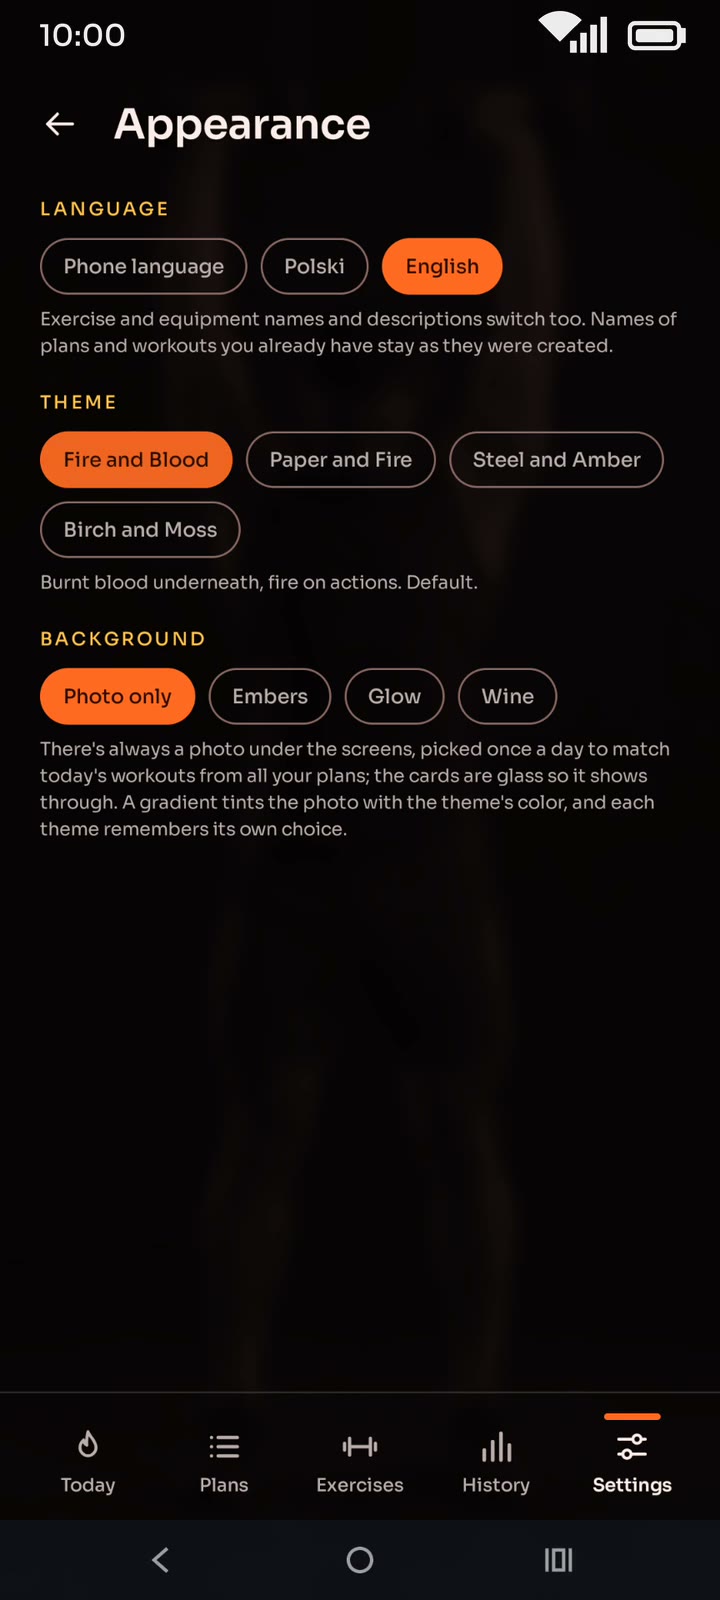 10:00
Appearance
LANGUAGE
Phone language Polski English
Exercise and equipment names and descriptions switch too. Names of
plans and workouts you already have stay as they were created.
THEME
Fire and Blood Paper and Fire Steel and Amber
Birch and Moss
Burnt blood underneath, fire on actions. Default.
BACKGROUND
Photo only Embers Glow Wine
There's always a photo under the screens, picked once a day to match
today's workouts from all your plans; the cards are glass so it shows
through. A gradient tints the photo with the theme's color, and each
theme remembers its own choice.
Today Plans Exercises History Settings